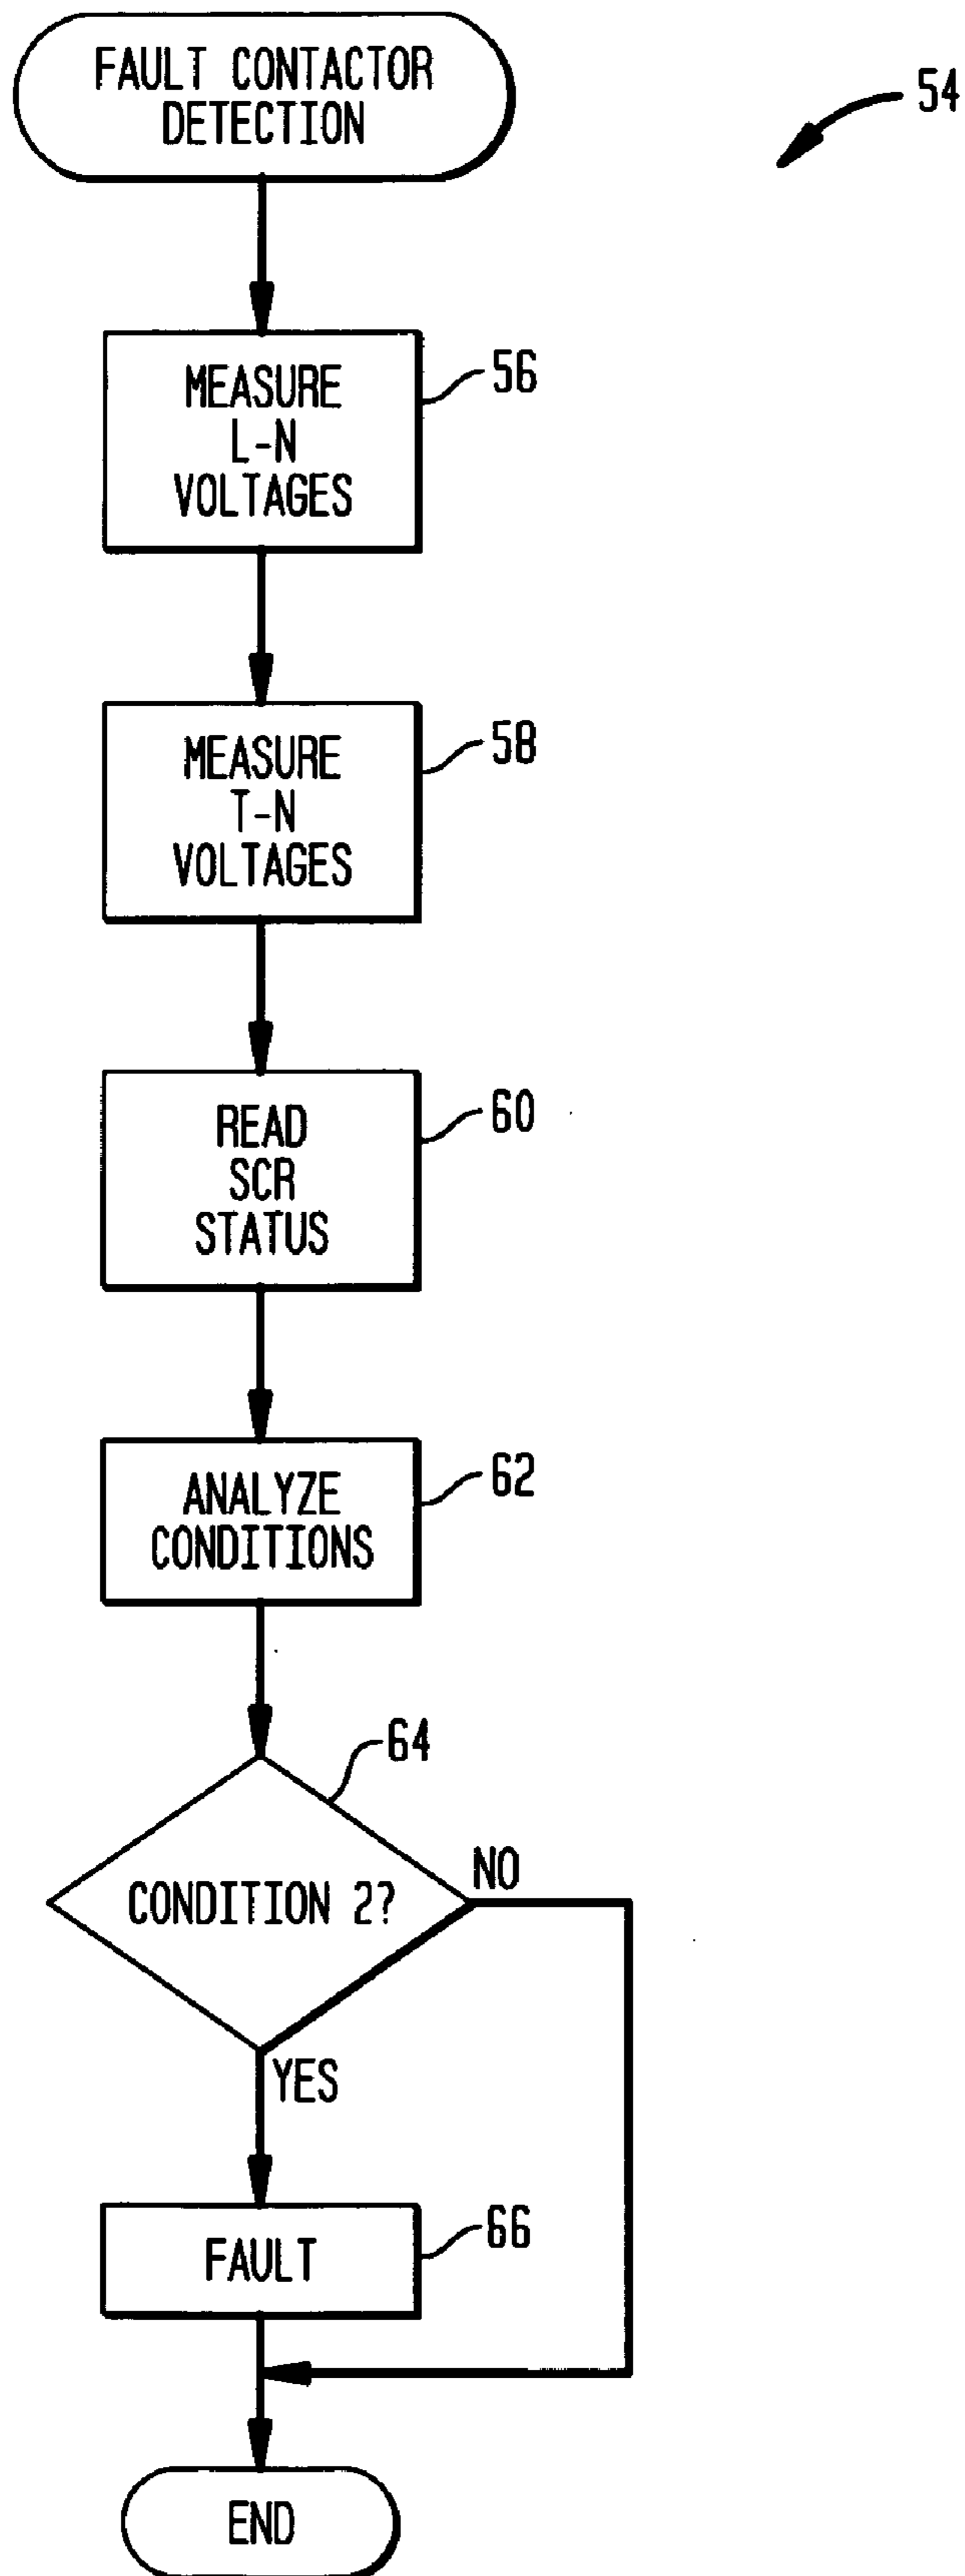 FAULT CONTACTOR
DETECTION
54
MEASURE
L-N
VOLTAGES
56
MEASURE
T-N
VOLTAGES
58
READ
SCR
STATUS
60
ANALYZE
CONDITIONS
62
64
CONDITION 2?
NO
YES
FAULT
66
END